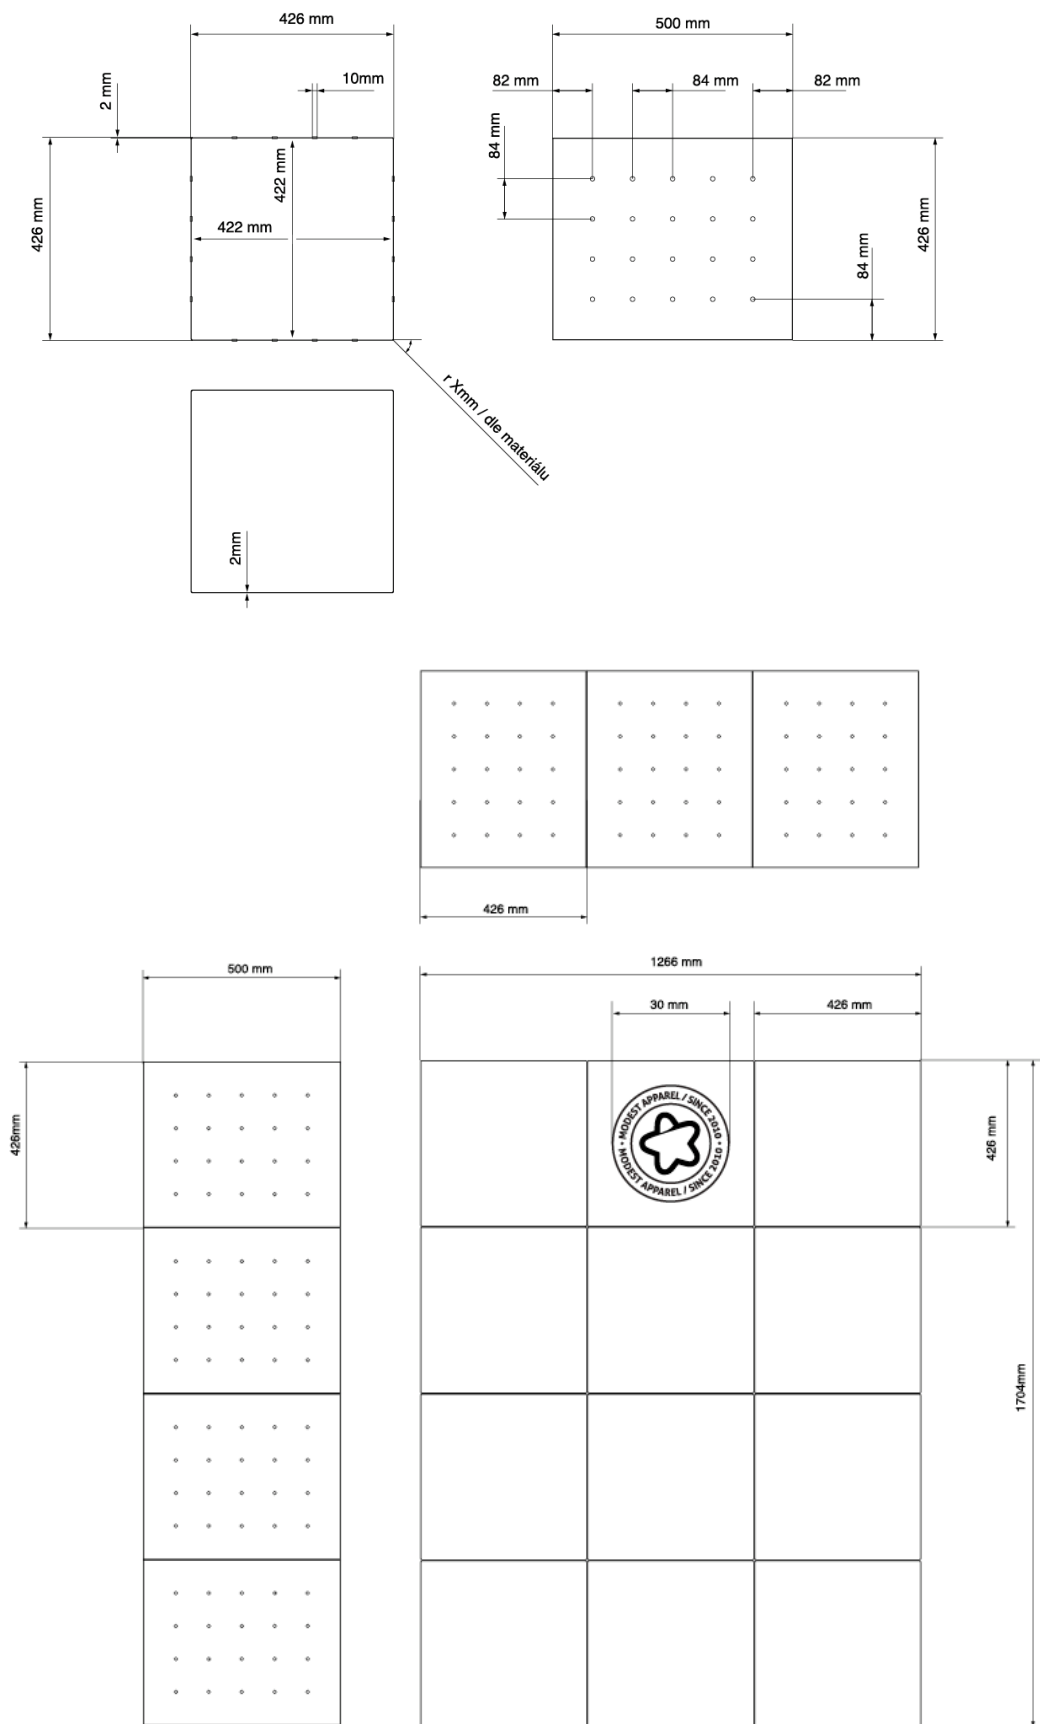 426 mm
500 mm
2 mm
10mm
82 mm
84 mm
82 mm
84 mm
422 mm
426 mm
422 mm
426 mm
84 mm
r Xmm / dle materiálu
2mm
426 mm
500 mm
1266 mm
30 mm
426 mm
426mm
• MODEST APPAREL / SINCE 2010 • MODEST APPAREL / SINCE 2010
426 mm
1704mm